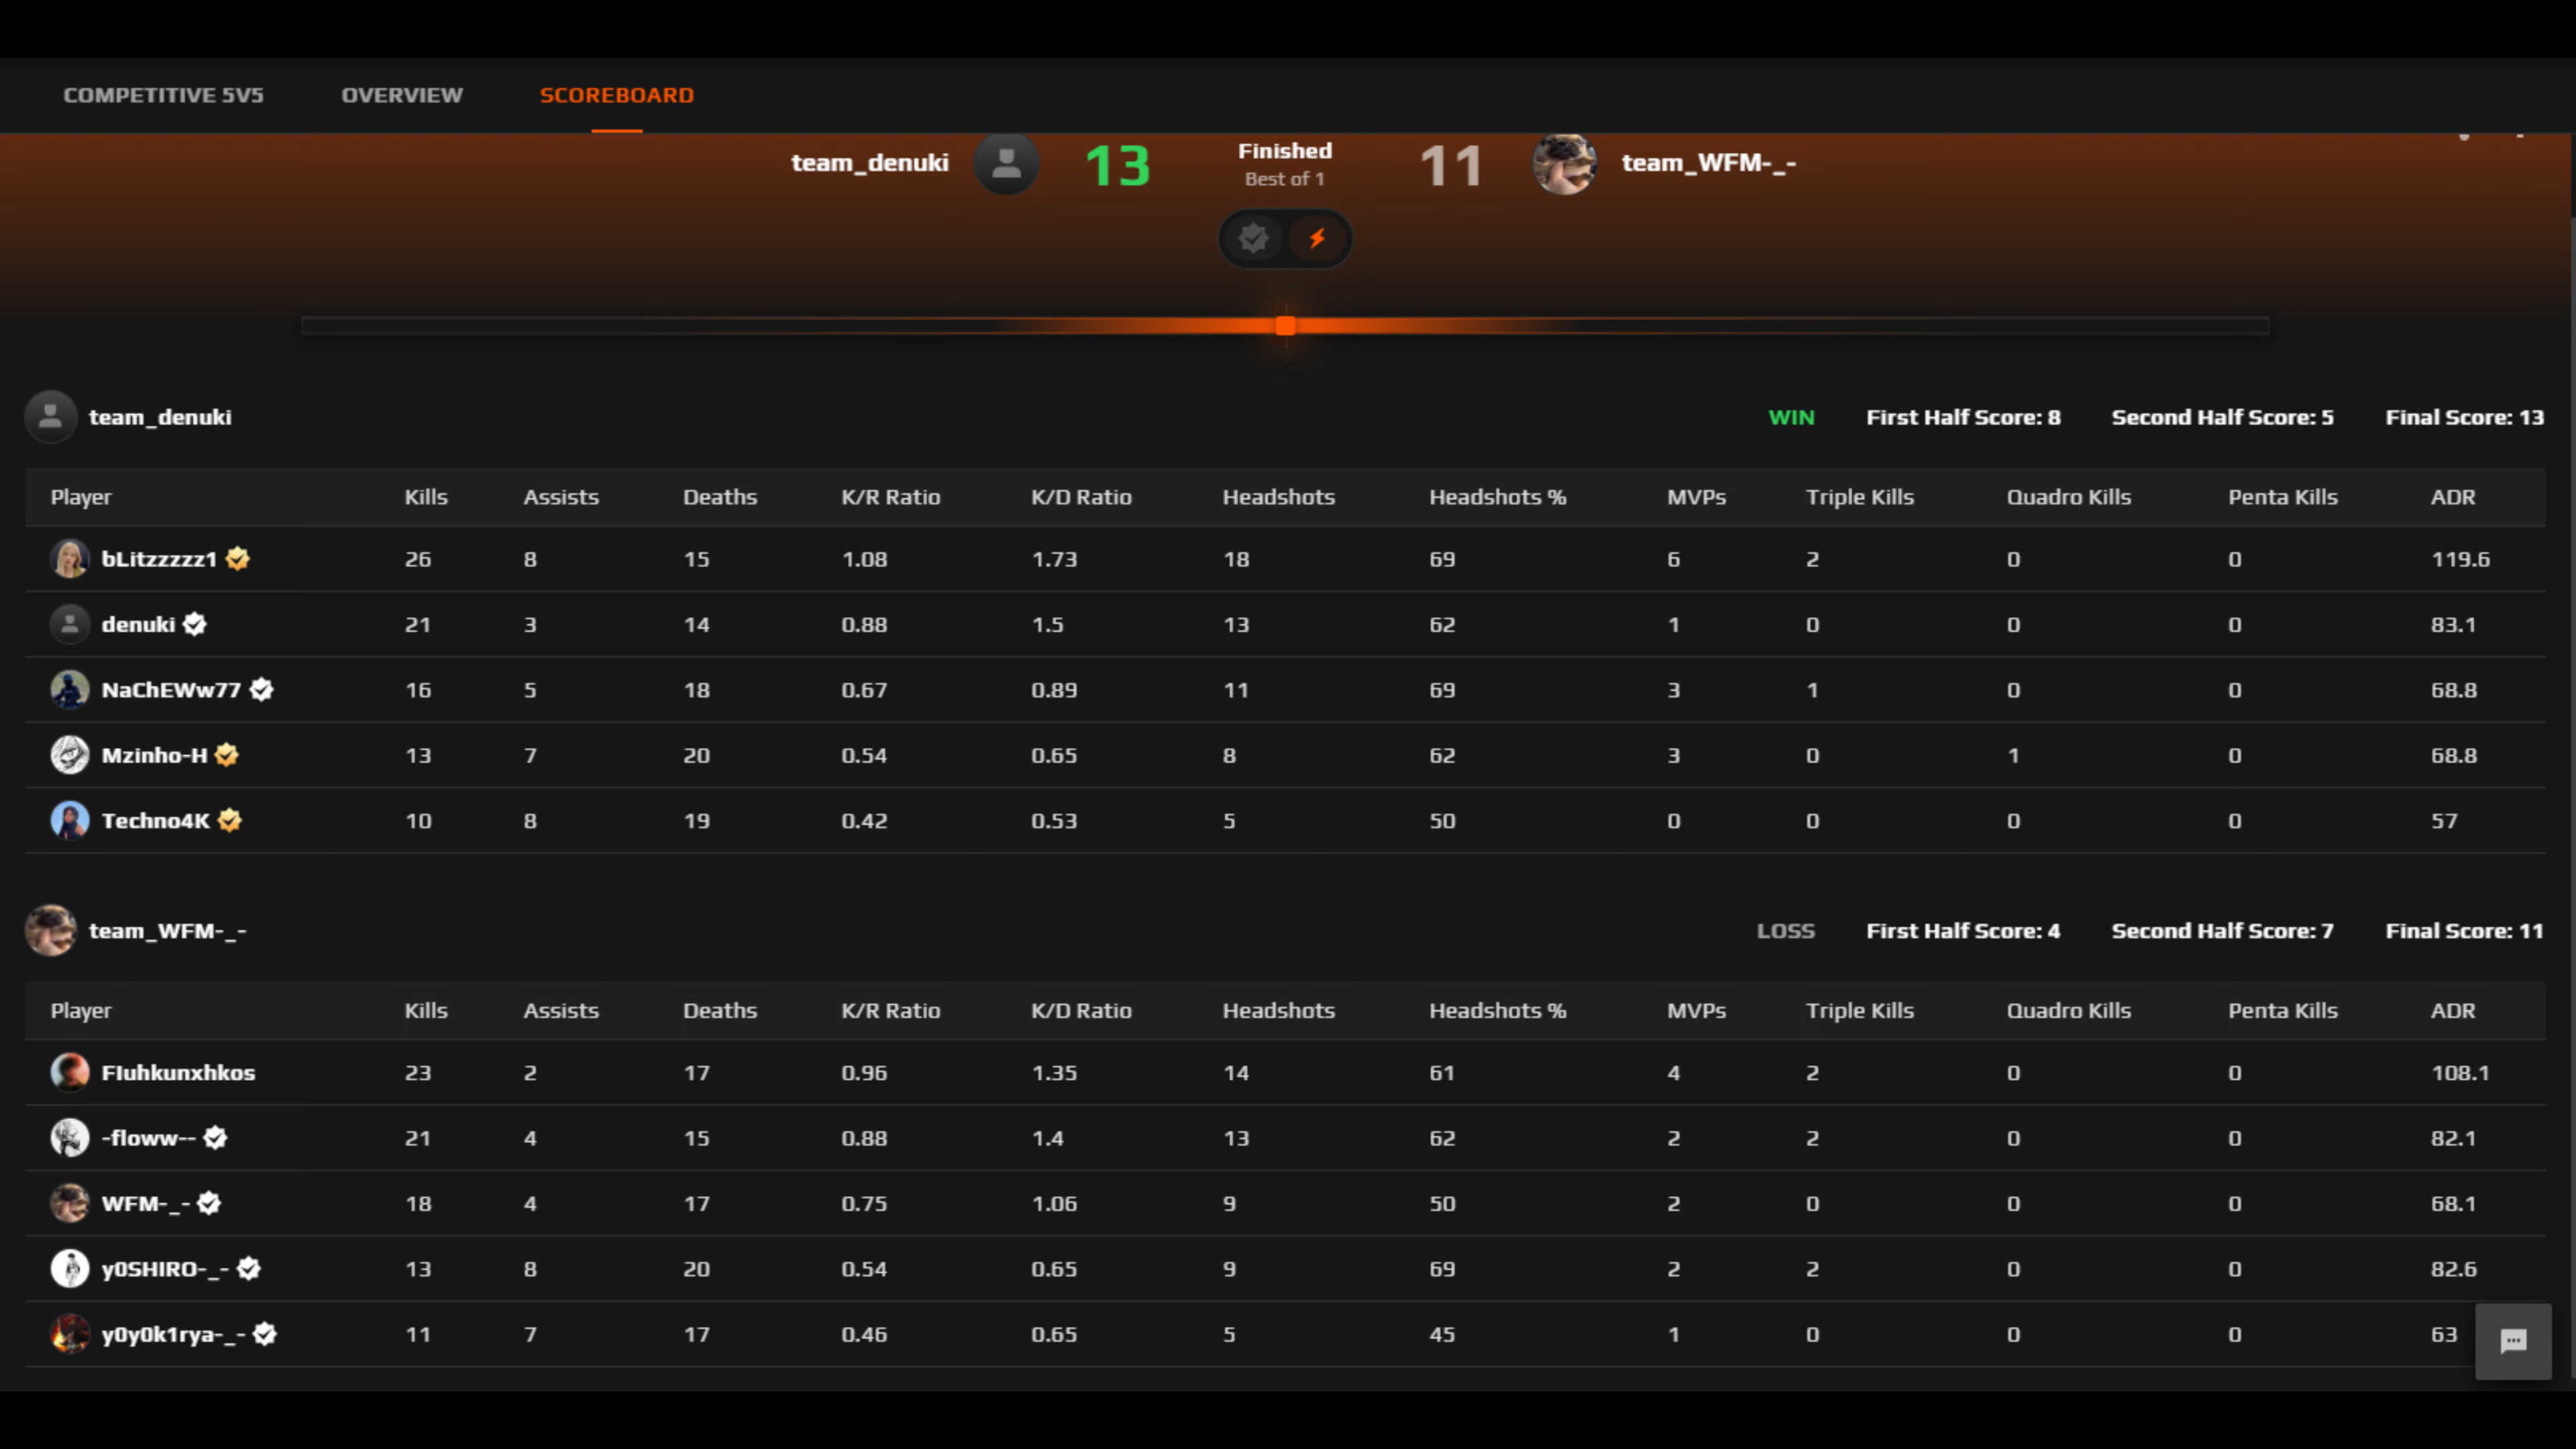 COMPETITIVE 5V5 OVERVIEW SCOREBOARD
team_denuki 13 Finished 11 team_WFM-_-
Best of 1
team_denuki WIN First Half Score: 8 Second Half Score: 5 Final Score: 13
Player Kills Assists Deaths K/R Ratio K/D Ratio Headshots Headshots % MVPs Triple Kills Quadro Kills Penta Kills ADR
bLitzzzzz1 26 8 15 1.08 1.73 18 69 6 2 0 0 119.6
denuki 21 3 14 0.88 1.5 13 62 1 0 0 0 83.1
NaChEWw77 16 5 18 0.67 0.89 11 69 3 1 0 0 68.8
Mzinho-H 13 7 20 0.54 0.65 8 62 3 0 1 0 68.8
Techno4K 10 8 19 0.42 0.53 5 50 0 0 0 0 57
team_WFM-_- LOSS First Half Score: 4 Second Half Score: 7 Final Score: 11
Player Kills Assists Deaths K/R Ratio K/D Ratio Headshots Headshots % MVPs Triple Kills Quadro Kills Penta Kills ADR
FIuhkunxhkos 23 2 17 0.96 1.35 14 61 4 2 0 0 108.1
-floww-- 21 4 15 0.88 1.4 13 62 2 2 0 0 82.1
WFM-_- 18 4 17 0.75 1.06 9 50 2 0 0 0 68.1
y0SHIRO-_- 13 8 20 0.54 0.65 9 69 2 2 0 0 82.6
y0y0k1rya-_- 11 7 17 0.46 0.65 5 45 1 0 0 0 63